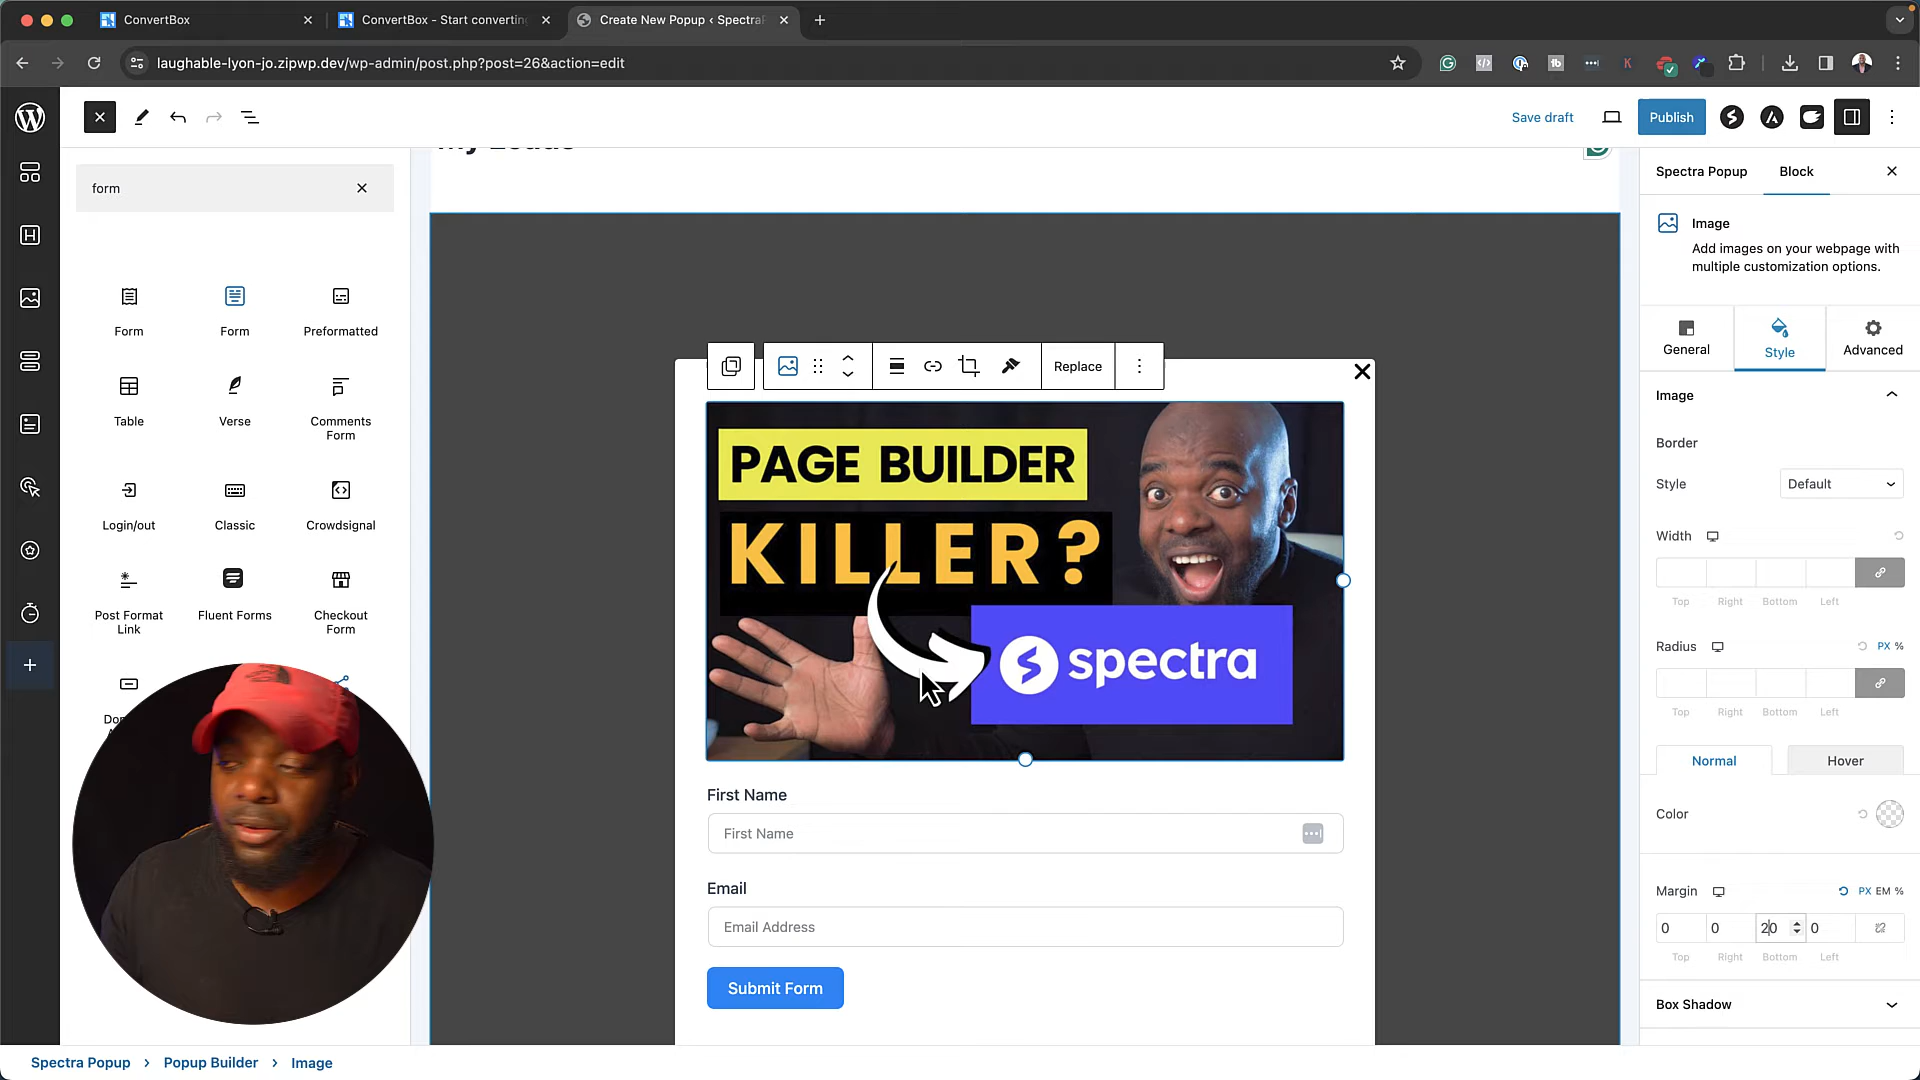 ConvertBox
ConvertBox - Start converting
Create New Popup ‹ Spectra
laughable-lyon-jo.zipwp.dev/wp-admin/post.php?post=26&action=edit
Save draft
Publish
form
Form
Form
Preformatted
Table
Verse
Comments
Form
Login/out
Classic
Crowdsignal
Post Format
Link
Fluent Forms
Checkout
Form
Replace
PAGE BUILDER
KILLER?
spectra
First Name
First Name
Email
Email Address
Submit Form
Spectra Popup
Block
Image
Add images on your webpage with
multiple customization options.
General
Style
Advanced
Image
Border
Style
Default
Width
Top
Right
Bottom
Left
Radius
PX %
Top
Right
Bottom
Left
Normal
Hover
Color
Margin
PX EM %
0
0
20
0
Top
Right
Bottom
Left
Box Shadow
Spectra Popup › Popup Builder › Image